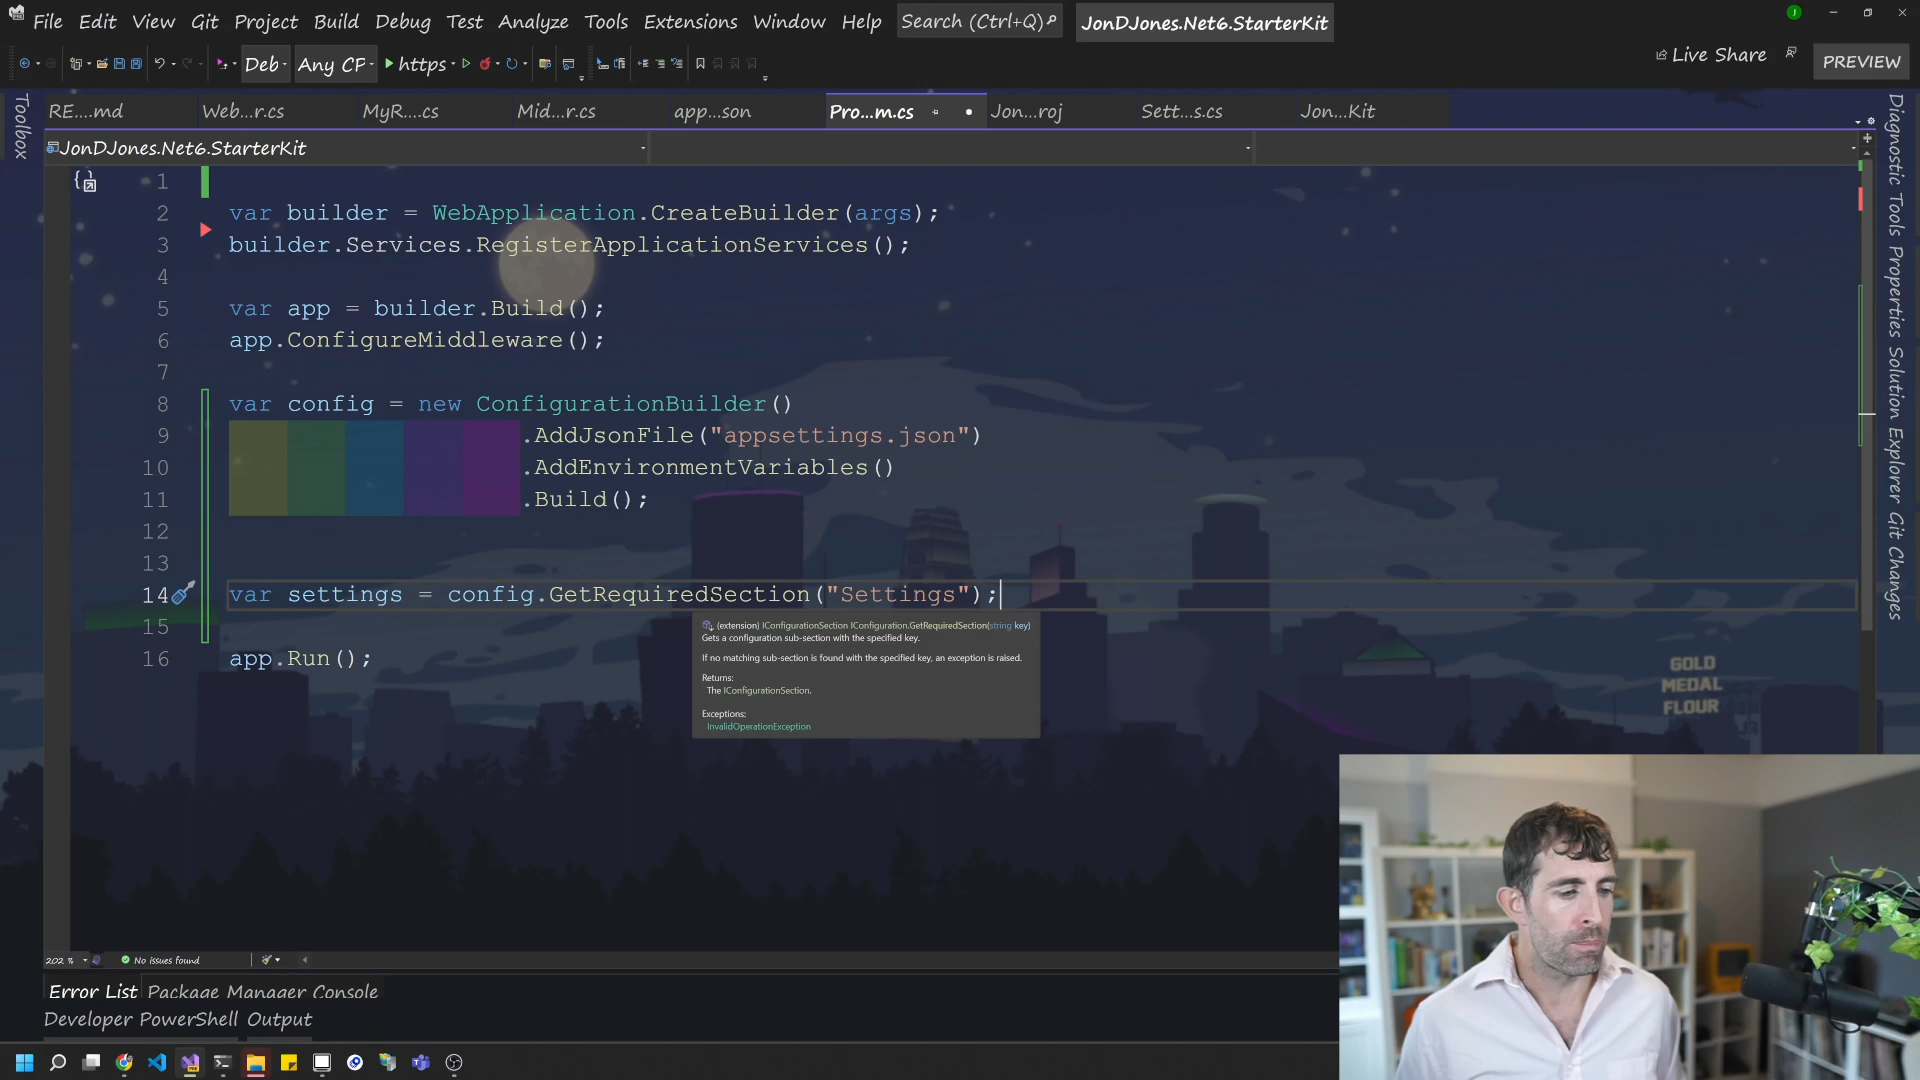 File Edit View Git Project Build Debug Test Analyze Tools Extensions Window Help Search (Ctrl+Q) JonDJones.Net6.StarterKit
Deb Any CP https Live Share PREVIEW
Toolbox
RE....md Web...r.cs MyR....cs Mid...r.cs app...son Pro...m.cs Jon...roj Sett...s.cs Jon...Kit
JonDJones.Net6.StarterKit
1
2 var builder = WebApplication.CreateBuilder(args);
3 builder.Services.RegisterApplicationServices();
4
5 var app = builder.Build();
6 app.ConfigureMiddleware();
7
8 var config = new ConfigurationBuilder()
9 .AddJsonFile("appsettings.json")
10 .AddEnvironmentVariables()
11 .Build();
12
13
14 var settings = config.GetRequiredSection("Settings");
15
16 app.Run();
(extension) IConfigurationSection IConfiguration.GetRequiredSection(string key)
Gets a configuration sub-section with the specified key.
If no matching sub-section is found with the specified key, an exception is raised.
Returns:
The IConfigurationSection.
Exceptions:
InvalidOperationException
GOLD
MEDAL
FLOUR
Diagnostic Tools Properties Solution Explorer Git Changes
202 % No issues found
Error List Package Manager Console
Developer PowerShell Output